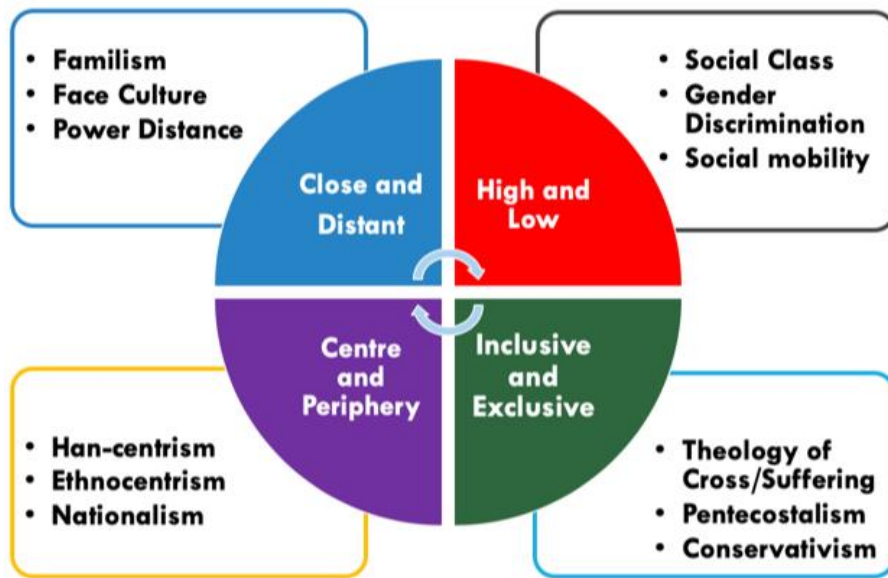 • Familism
• Face Culture
• Power Distance
• Social Class
• Gender
Discrimination
• Social mobility
Close and
Distant
High and
Low
Centre
and
Periphery
Inclusive
and
Exclusive
• Han-centrism
• Ethnocentrism
• Nationalism
• Theology of
Cross/Suffering
• Pentecostalism
• Conservativism